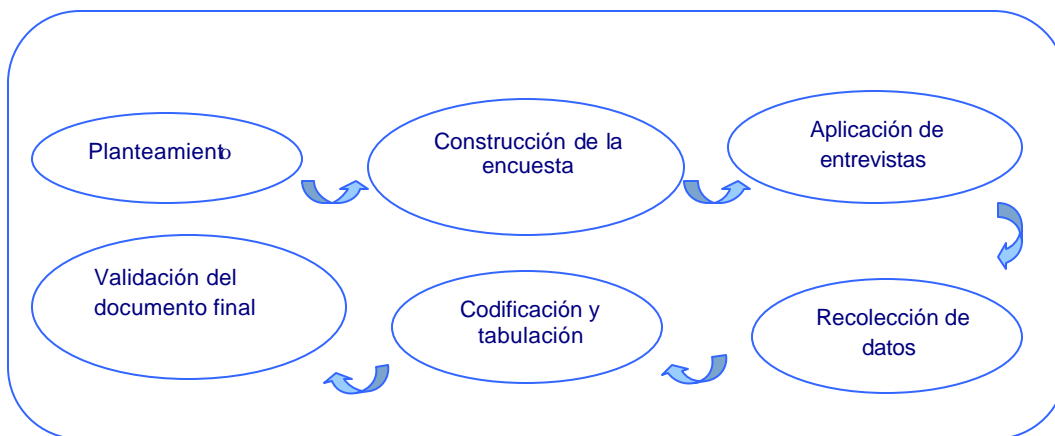 Planteamiento
Construcción de la
encuesta
Aplicación de
entrevistas
Recolección de
datos
Codificación y
tabulación
Validación del
documento final